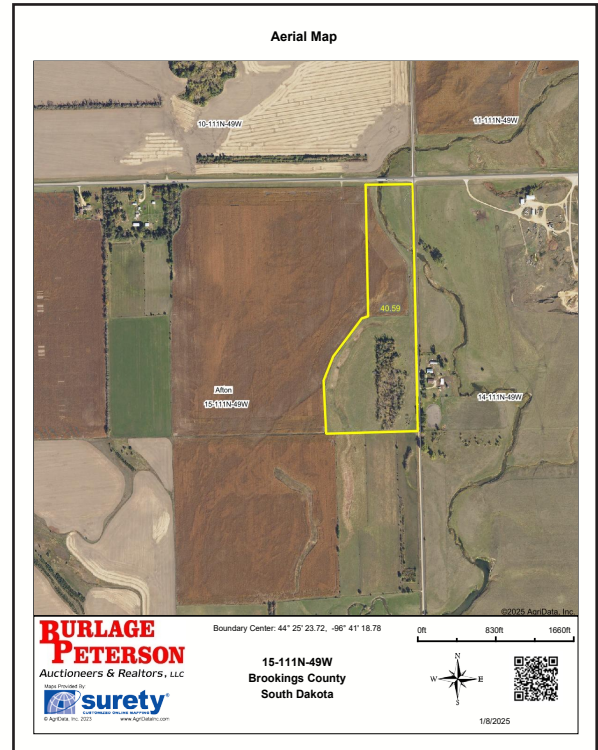 Aerial Map
10-111N-49W
11-111N-49W
40.59
Afton
15-111N-49W
14-111N-49W
©2025 AgriData, Inc.
BURLAGE
PETERSON
Auctioneers & Realtors, LLC
Maps Provided By:
surety®
CUSTOMIZED ONLINE MAPPING
© AgriData, Inc. 2023 www.AgriDataInc.com
Boundary Center: 44° 25' 23.72, -96° 41' 18.78
15-111N-49W
Brookings County
South Dakota
0ft 830ft 1660ft
N
W E
S
1/8/2025